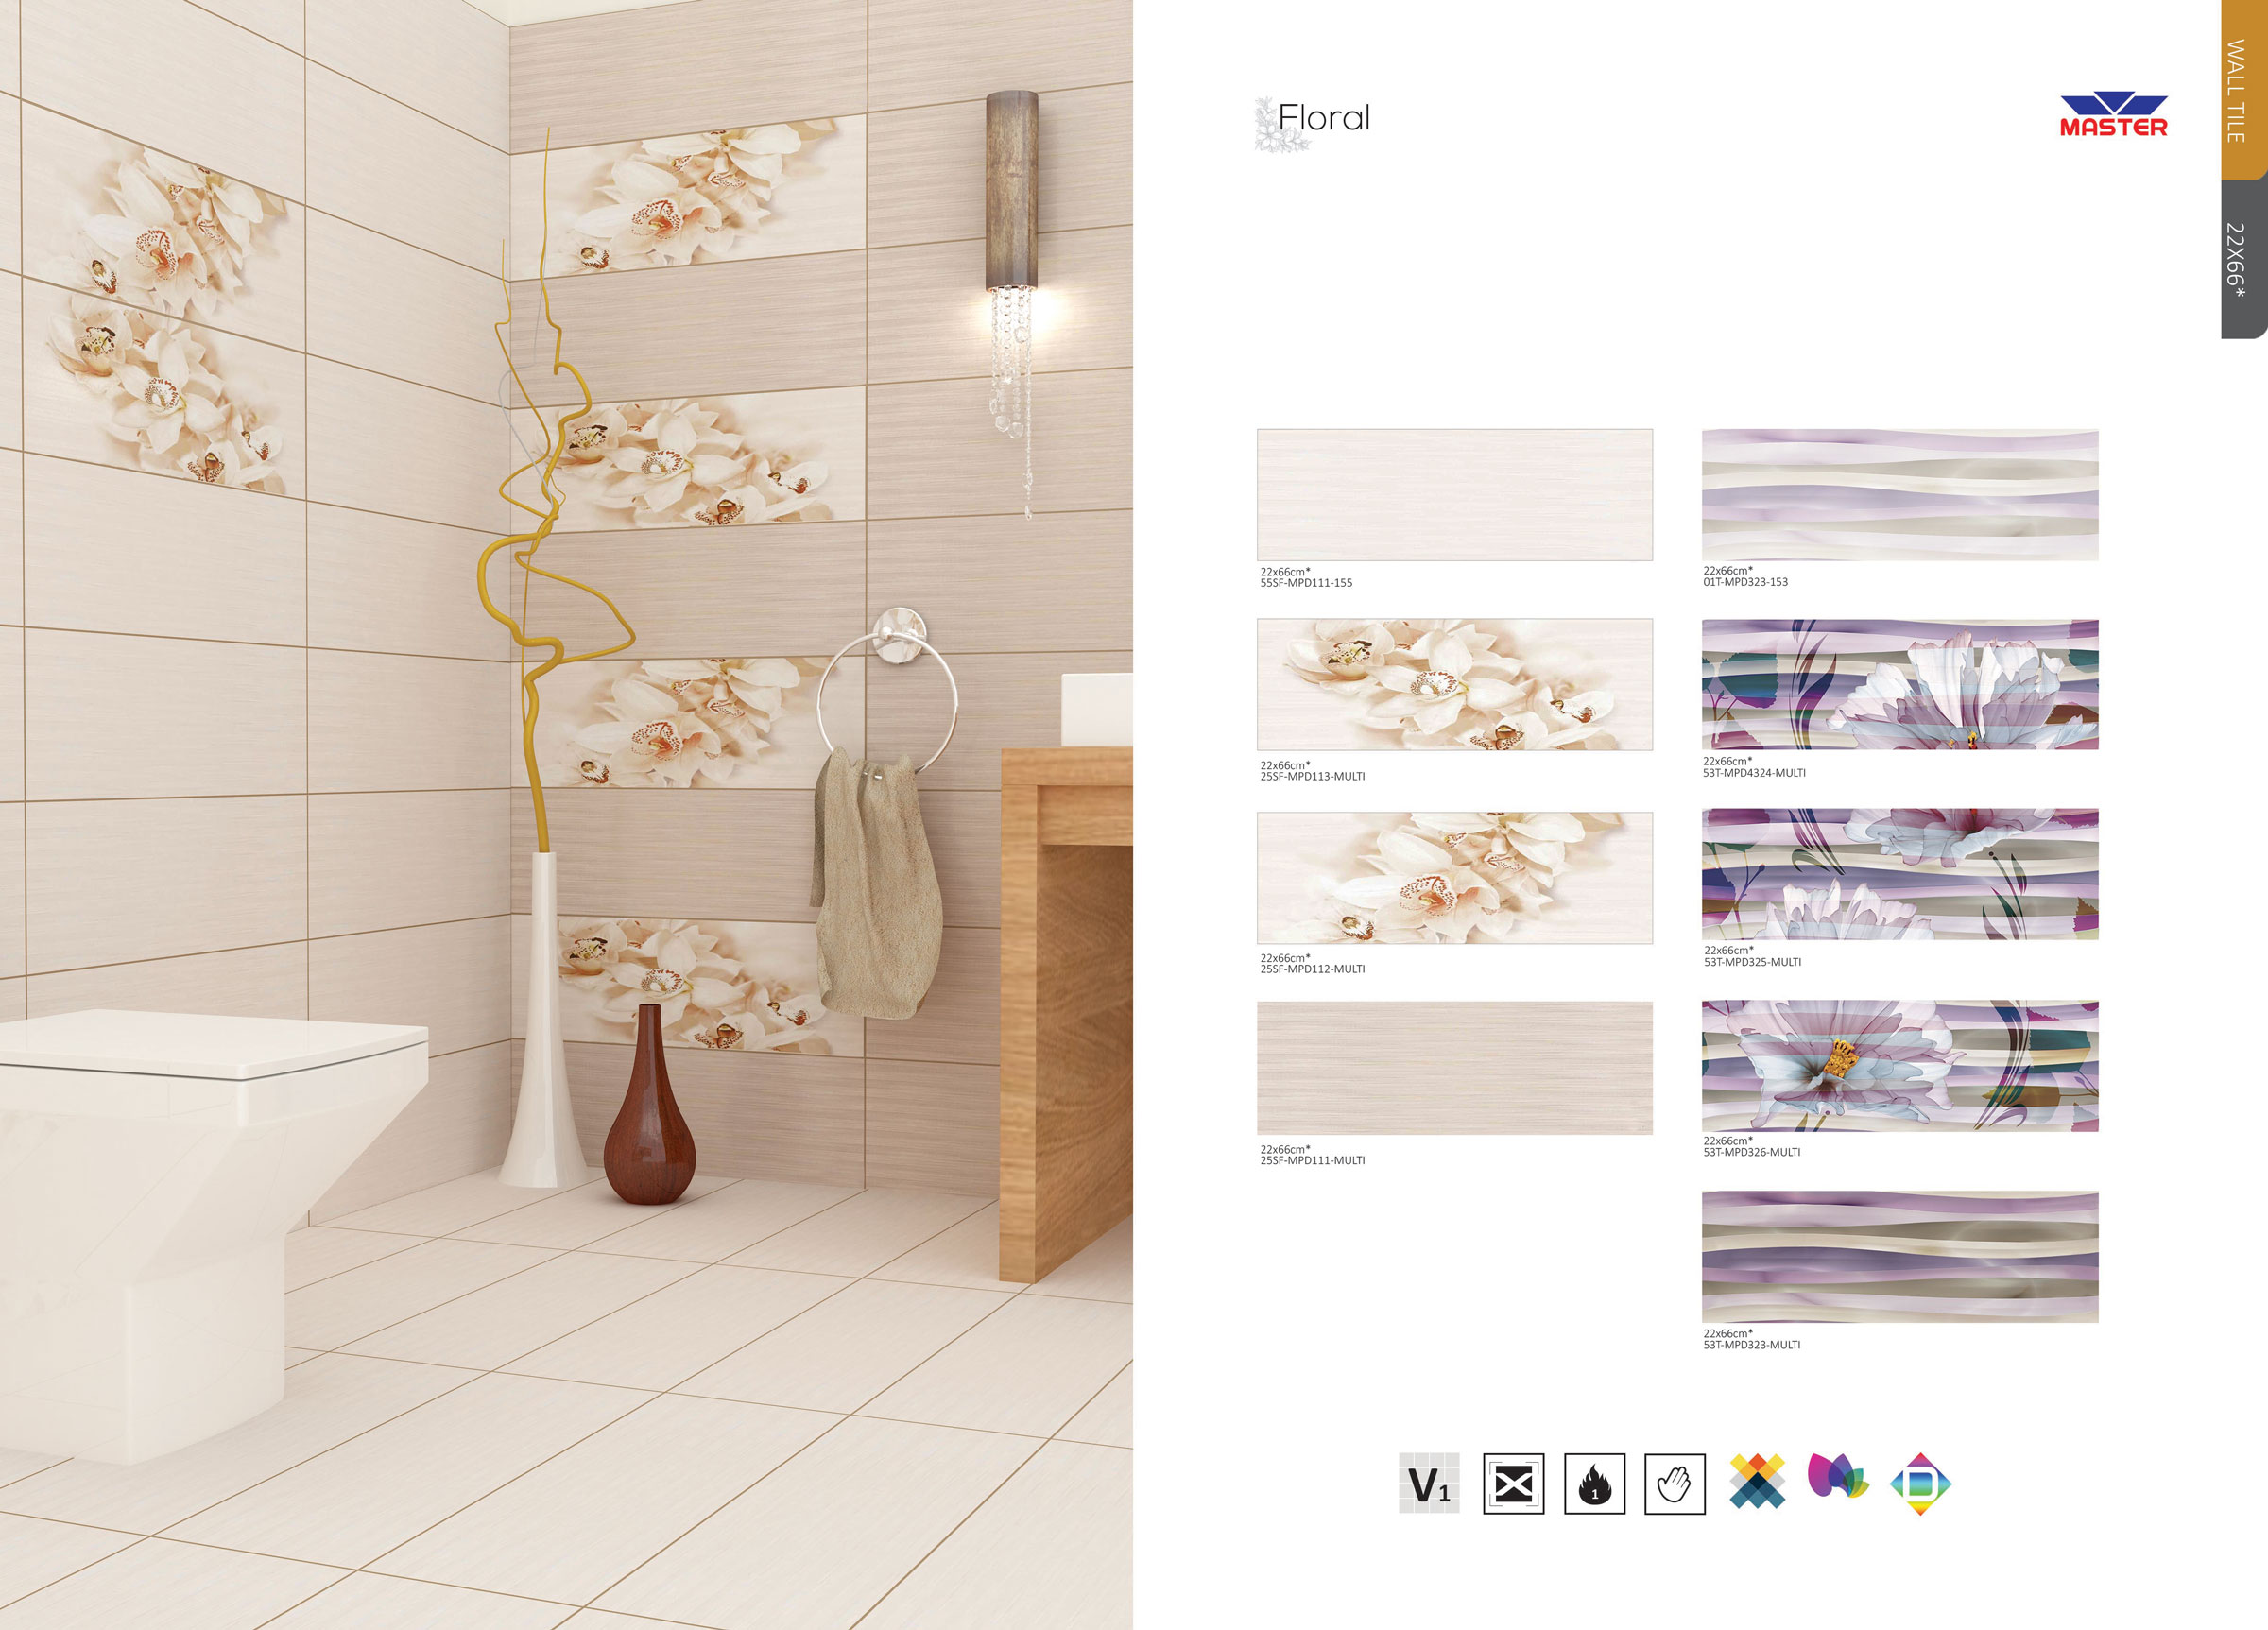 Floral
MASTER
WALL TILE
22X66*
22x66cm*
55SF-MPD111-155
22x66cm*
25SF-MPD113-MULTI
22x66cm*
25SF-MPD112-MULTI
22x66cm*
25SF-MPD111-MULTI
22x66cm*
01T-MPD323-153
22x66cm*
53T-MPD4324-MULTI
22x66cm*
53T-MPD325-MULTI
22x66cm*
53T-MPD326-MULTI
22x66cm*
53T-MPD323-MULTI
V1
1
D